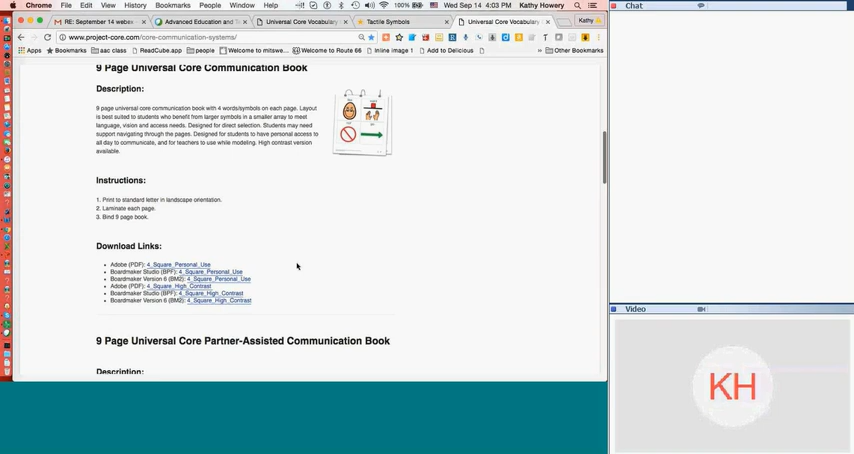 Chrome File Edit View History Bookmarks People Window Help 100% Wed Sep 14 4:03 PM Kathy Howery
RE: September 14 webex Advanced Education and Te Universal Core Vocabulary Tactile Symbols Universal Core Vocabulary Kathy
www.project-core.com/core-communication-systems/
Apps Bookmarks aac class ReadCube.app people Welcome to mitswe... Welcome to Route 66 Inline image 1 Add to Delicious Other Bookmarks
9 Page Universal Core Communication Book
Description:
9 page universal core communication book with 4 words/symbols on each page. Layout
is best suited to students who benefit from larger symbols in a smaller array to meet
language, vision and access needs. Designed for direct selection. Students may need
support navigating through the pages. Designed for students to have personal access to
all day to communicate, and for teachers to use while modeling. High contrast version
available.
Instructions:
1. Print to standard letter in landscape orientation.
2. Laminate each page.
3. Bind 9 page book.
Download Links:
Adobe (PDF): 4_Square_Personal_Use
Boardmaker Studio (BPF): 4_Square_Personal_Use
Boardmaker Version 6 (BM2): 4_Square_Personal_Use
Adobe (PDF): 4_Square_High_Contrast
Boardmaker Studio (BPF): 4_Square_High_Contrast
Boardmaker Version 6 (BM2): 4_Square_High_Contrast
9 Page Universal Core Partner-Assisted Communication Book
Description:
Chat
Video
KH